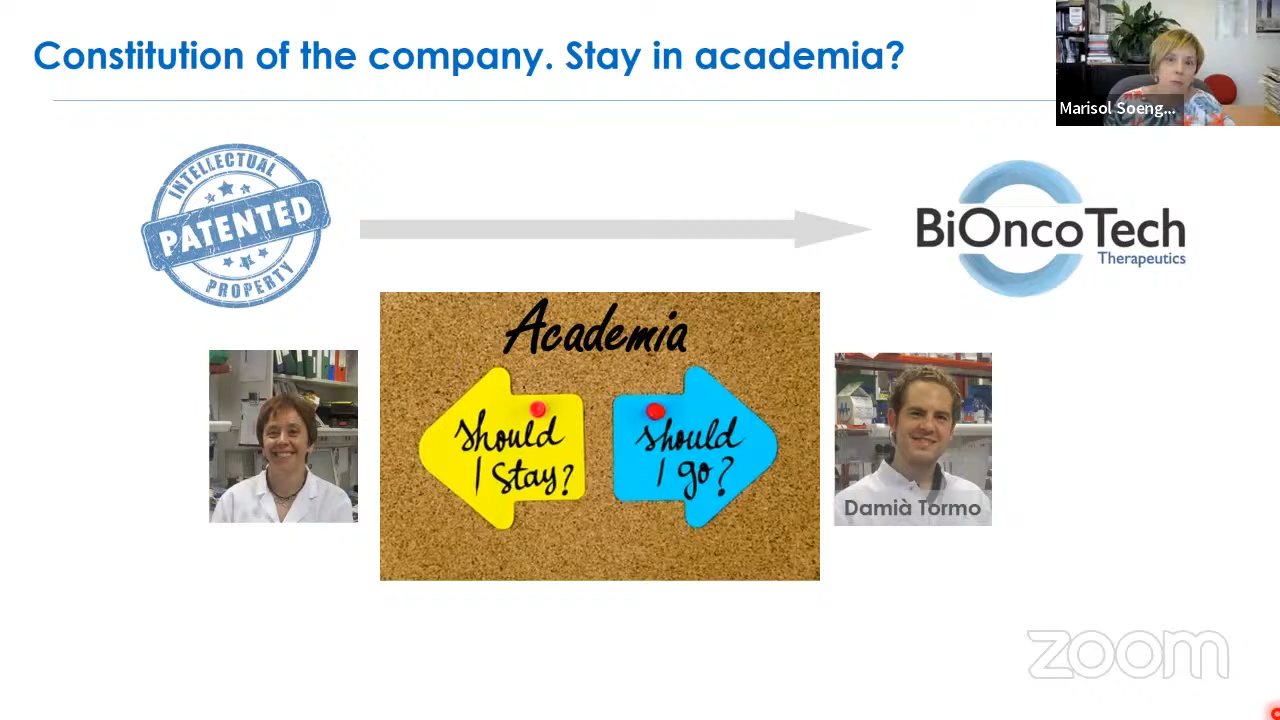 Constitution of the company. Stay in academia?
Marisol Soeng...
INTELLECTUAL
PATENTED
PROPERTY
BiOncoTech
Therapeutics
Academia
should
I stay?
should
I go?
Damià Tormo
zoom